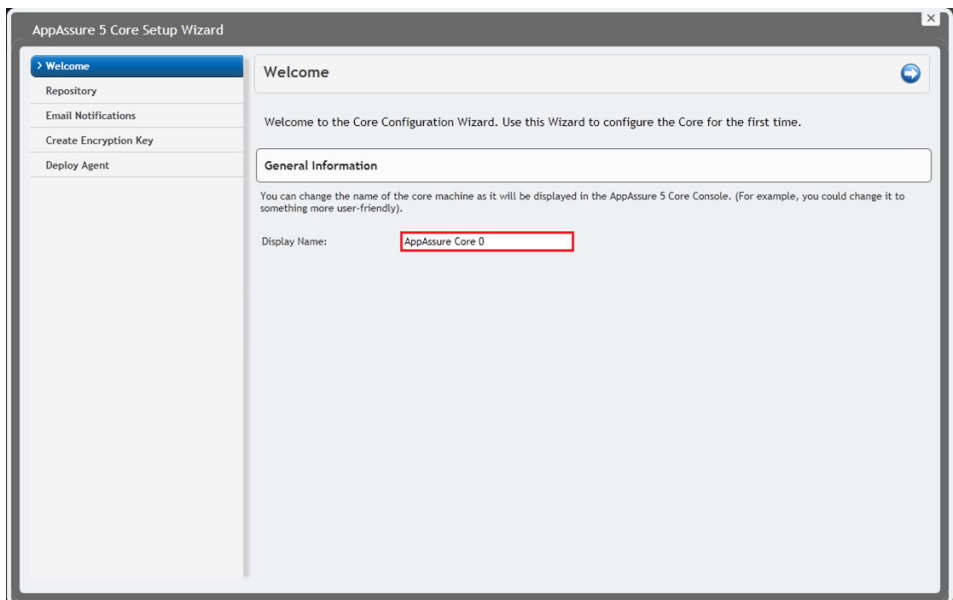 AppAssure 5 Core Setup Wizard
Welcome
Repository
Email Notifications
Create Encryption Key
Deploy Agent
Welcome
Welcome to the Core Configuration Wizard. Use this Wizard to configure the Core for the first time.
General Information
You can change the name of the core machine as it will be displayed in the AppAssure 5 Core Console. (For example, you could change it to
something more user-friendly).
Display Name:
AppAssure Core 0